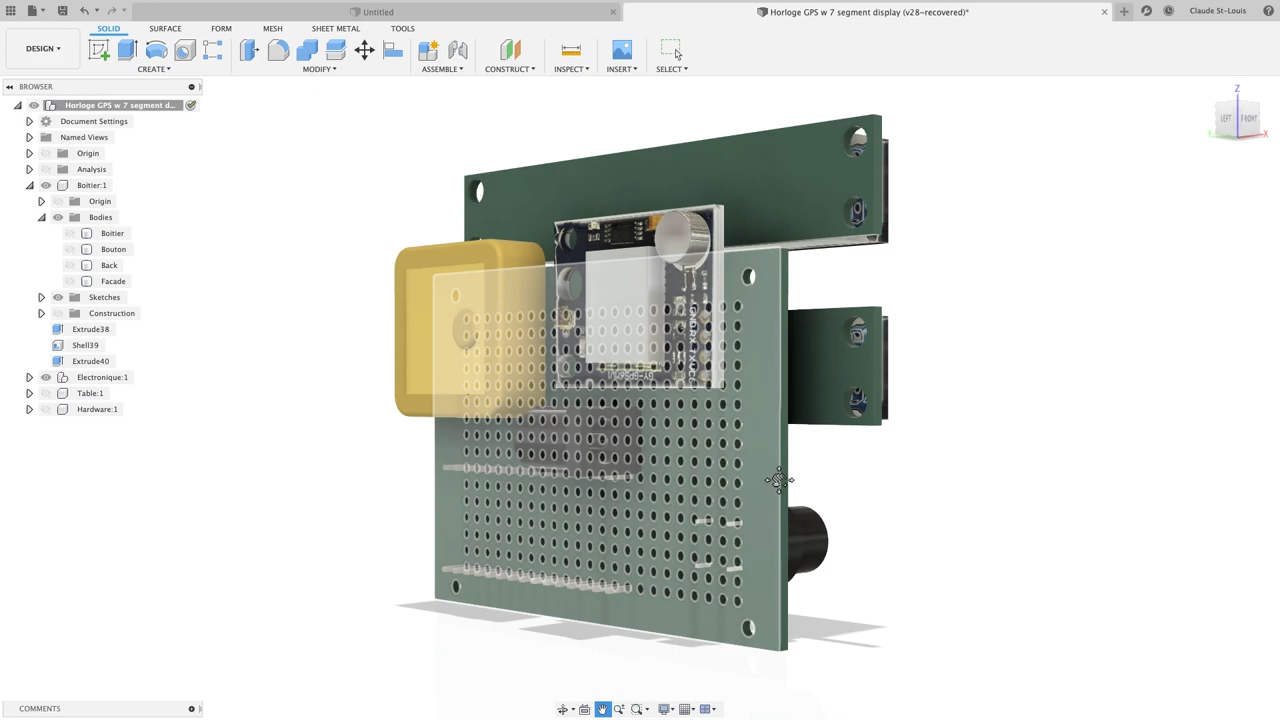 Untitled
Horloge GPS w 7 segment display (v28~recovered)*
Claude St-Louis
SOLID
SURFACE
FORM
MESH
SHEET METAL
TOOLS
DESIGN
CREATE
MODIFY
ASSEMBLE
CONSTRUCT
INSPECT
INSERT
SELECT
BROWSER
Horloge GPS w 7 segment d...
Document Settings
Named Views
Origin
Analysis
Boitier:1
Origin
Bodies
Boitier
Bouton
Back
Facade
Sketches
Construction
Extrude38
Shell39
Extrude40
Electronique:1
Table:1
Hardware:1
Z
LEFT
FRONT
X
COMMENTS